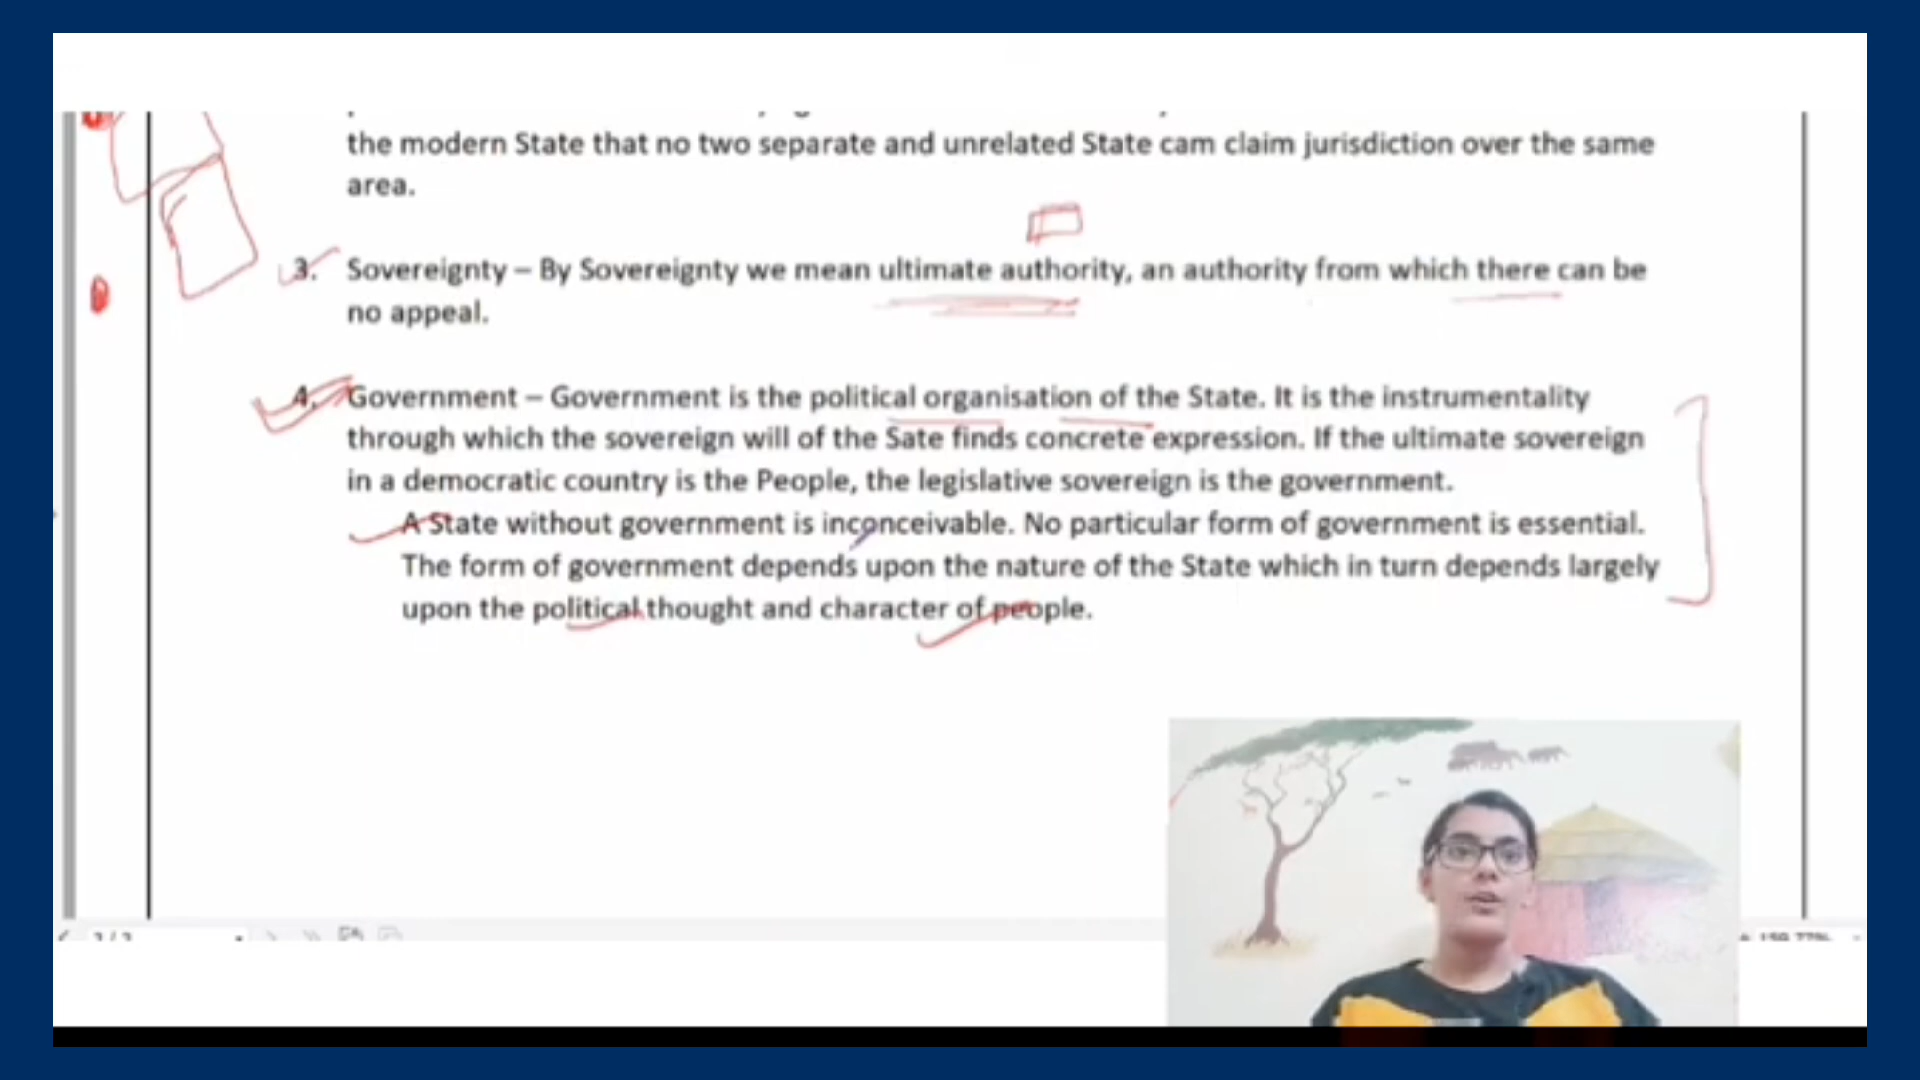 the modern State that no two separate and unrelated State cam claim jurisdiction over the same
area.
3. Sovereignty – By Sovereignty we mean ultimate authority, an authority from which there can be
no appeal.
4. Government – Government is the political organisation of the State. It is the instrumentality
through which the sovereign will of the Sate finds concrete expression. If the ultimate sovereign
in a democratic country is the People, the legislative sovereign is the government.
A State without government is inconceivable. No particular form of government is essential.
The form of government depends upon the nature of the State which in turn depends largely
upon the political thought and character of people.